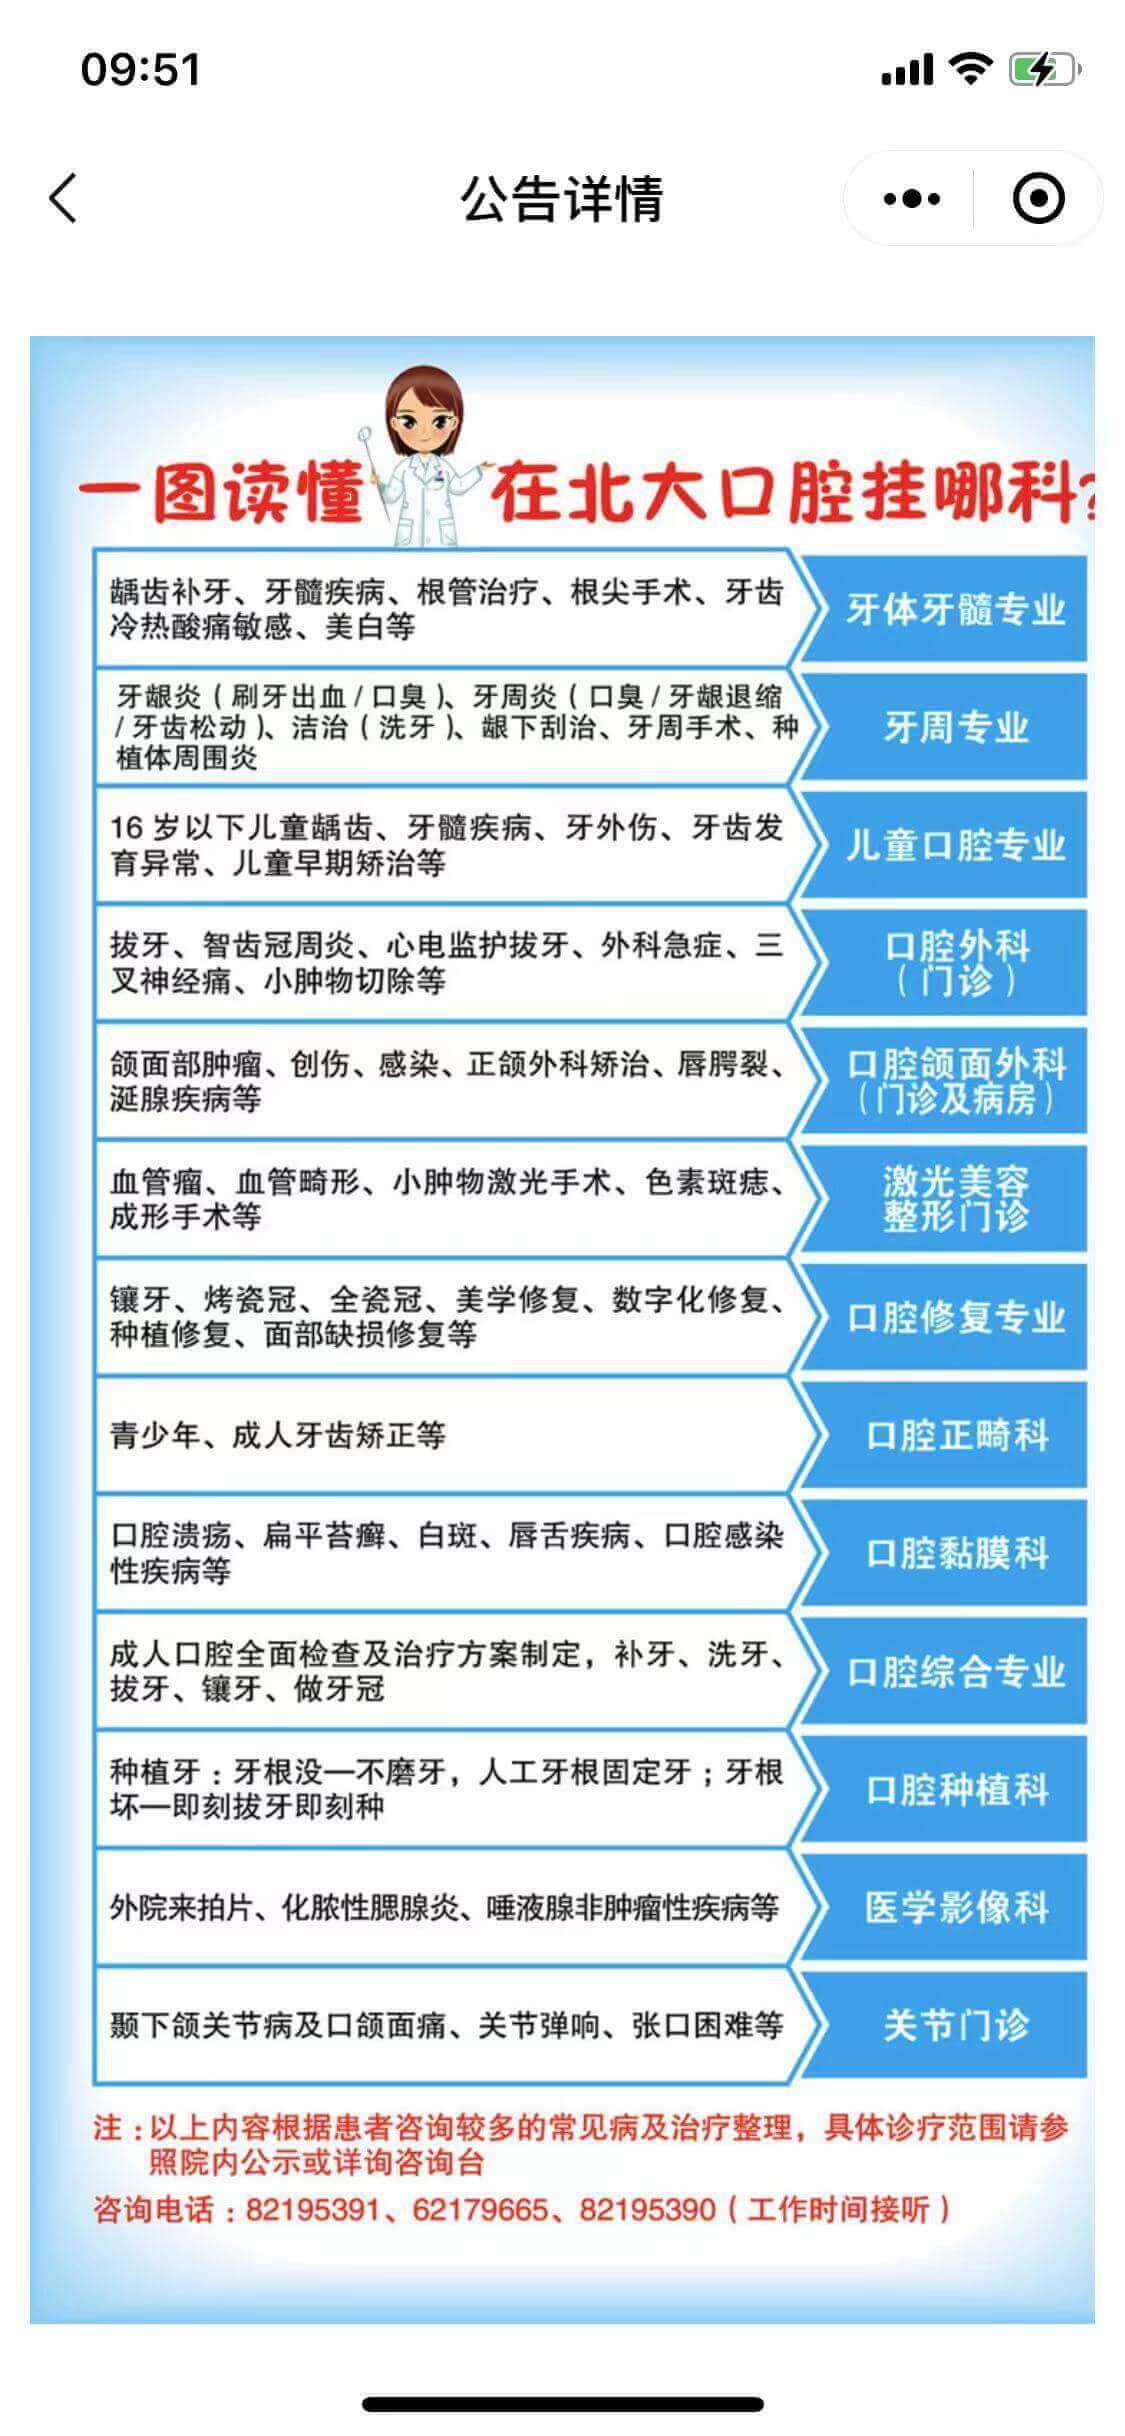 09:51
公告详情
一图读懂 在北大口腔挂哪科?
龋齿补牙、牙髓疾病、根管治疗、根尖手术、牙齿
冷热酸痛敏感、美白等
牙体牙髓专业
牙龈炎（刷牙出血/口臭）、牙周炎（口臭/牙龈退缩
/牙齿松动）、洁治（洗牙）、龈下刮治、牙周手术、种
植体周围炎
牙周专业
16 岁以下儿童龋齿、牙髓疾病、牙外伤、牙齿发
育异常、儿童早期矫治等
儿童口腔专业
拔牙、智齿冠周炎、心电监护拔牙、外科急症、三
叉神经痛、小肿物切除等
口腔外科
（门诊）
颌面部肿瘤、创伤、感染、正颌外科矫治、唇腭裂、
涎腺疾病等
口腔颌面外科
（门诊及病房）
血管瘤、血管畸形、小肿物激光手术、色素斑痣、
成形手术等
激光美容
整形门诊
镶牙、烤瓷冠、全瓷冠、美学修复、数字化修复、
种植修复、面部缺损修复等
口腔修复专业
青少年、成人牙齿矫正等
口腔正畸科
口腔溃疡、扁平苔癣、白斑、唇舌疾病、口腔感染
性疾病等
口腔黏膜科
成人口腔全面检查及治疗方案制定，补牙、洗牙、
拔牙、镶牙、做牙冠
口腔综合专业
种植牙：牙根没—不磨牙，人工牙根固定牙；牙根
坏—即刻拔牙即刻种
口腔种植科
外院来拍片、化脓性腮腺炎、唾液腺非肿瘤性疾病等
医学影像科
颞下颌关节病及口颌面痛、关节弹响、张口困难等
关节门诊
注：以上内容根据患者咨询较多的常见病及治疗整理，具体诊疗范围请参
照院内公示或详询咨询台
咨询电话：82195391、62179665、82195390（工作时间接听）